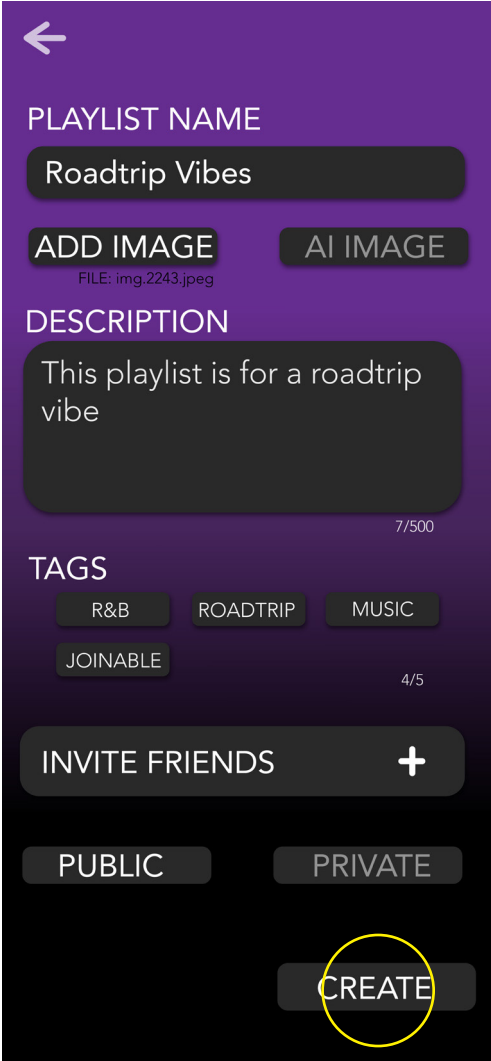 PLAYLIST NAME
Roadtrip Vibes
ADD IMAGE AI IMAGE
FILE: img.2243.jpeg
DESCRIPTION
This playlist is for a roadtrip
vibe
7/500
TAGS
R&B ROADTRIP MUSIC
JOINABLE
4/5
INVITE FRIENDS +
PUBLIC PRIVATE
CREATE